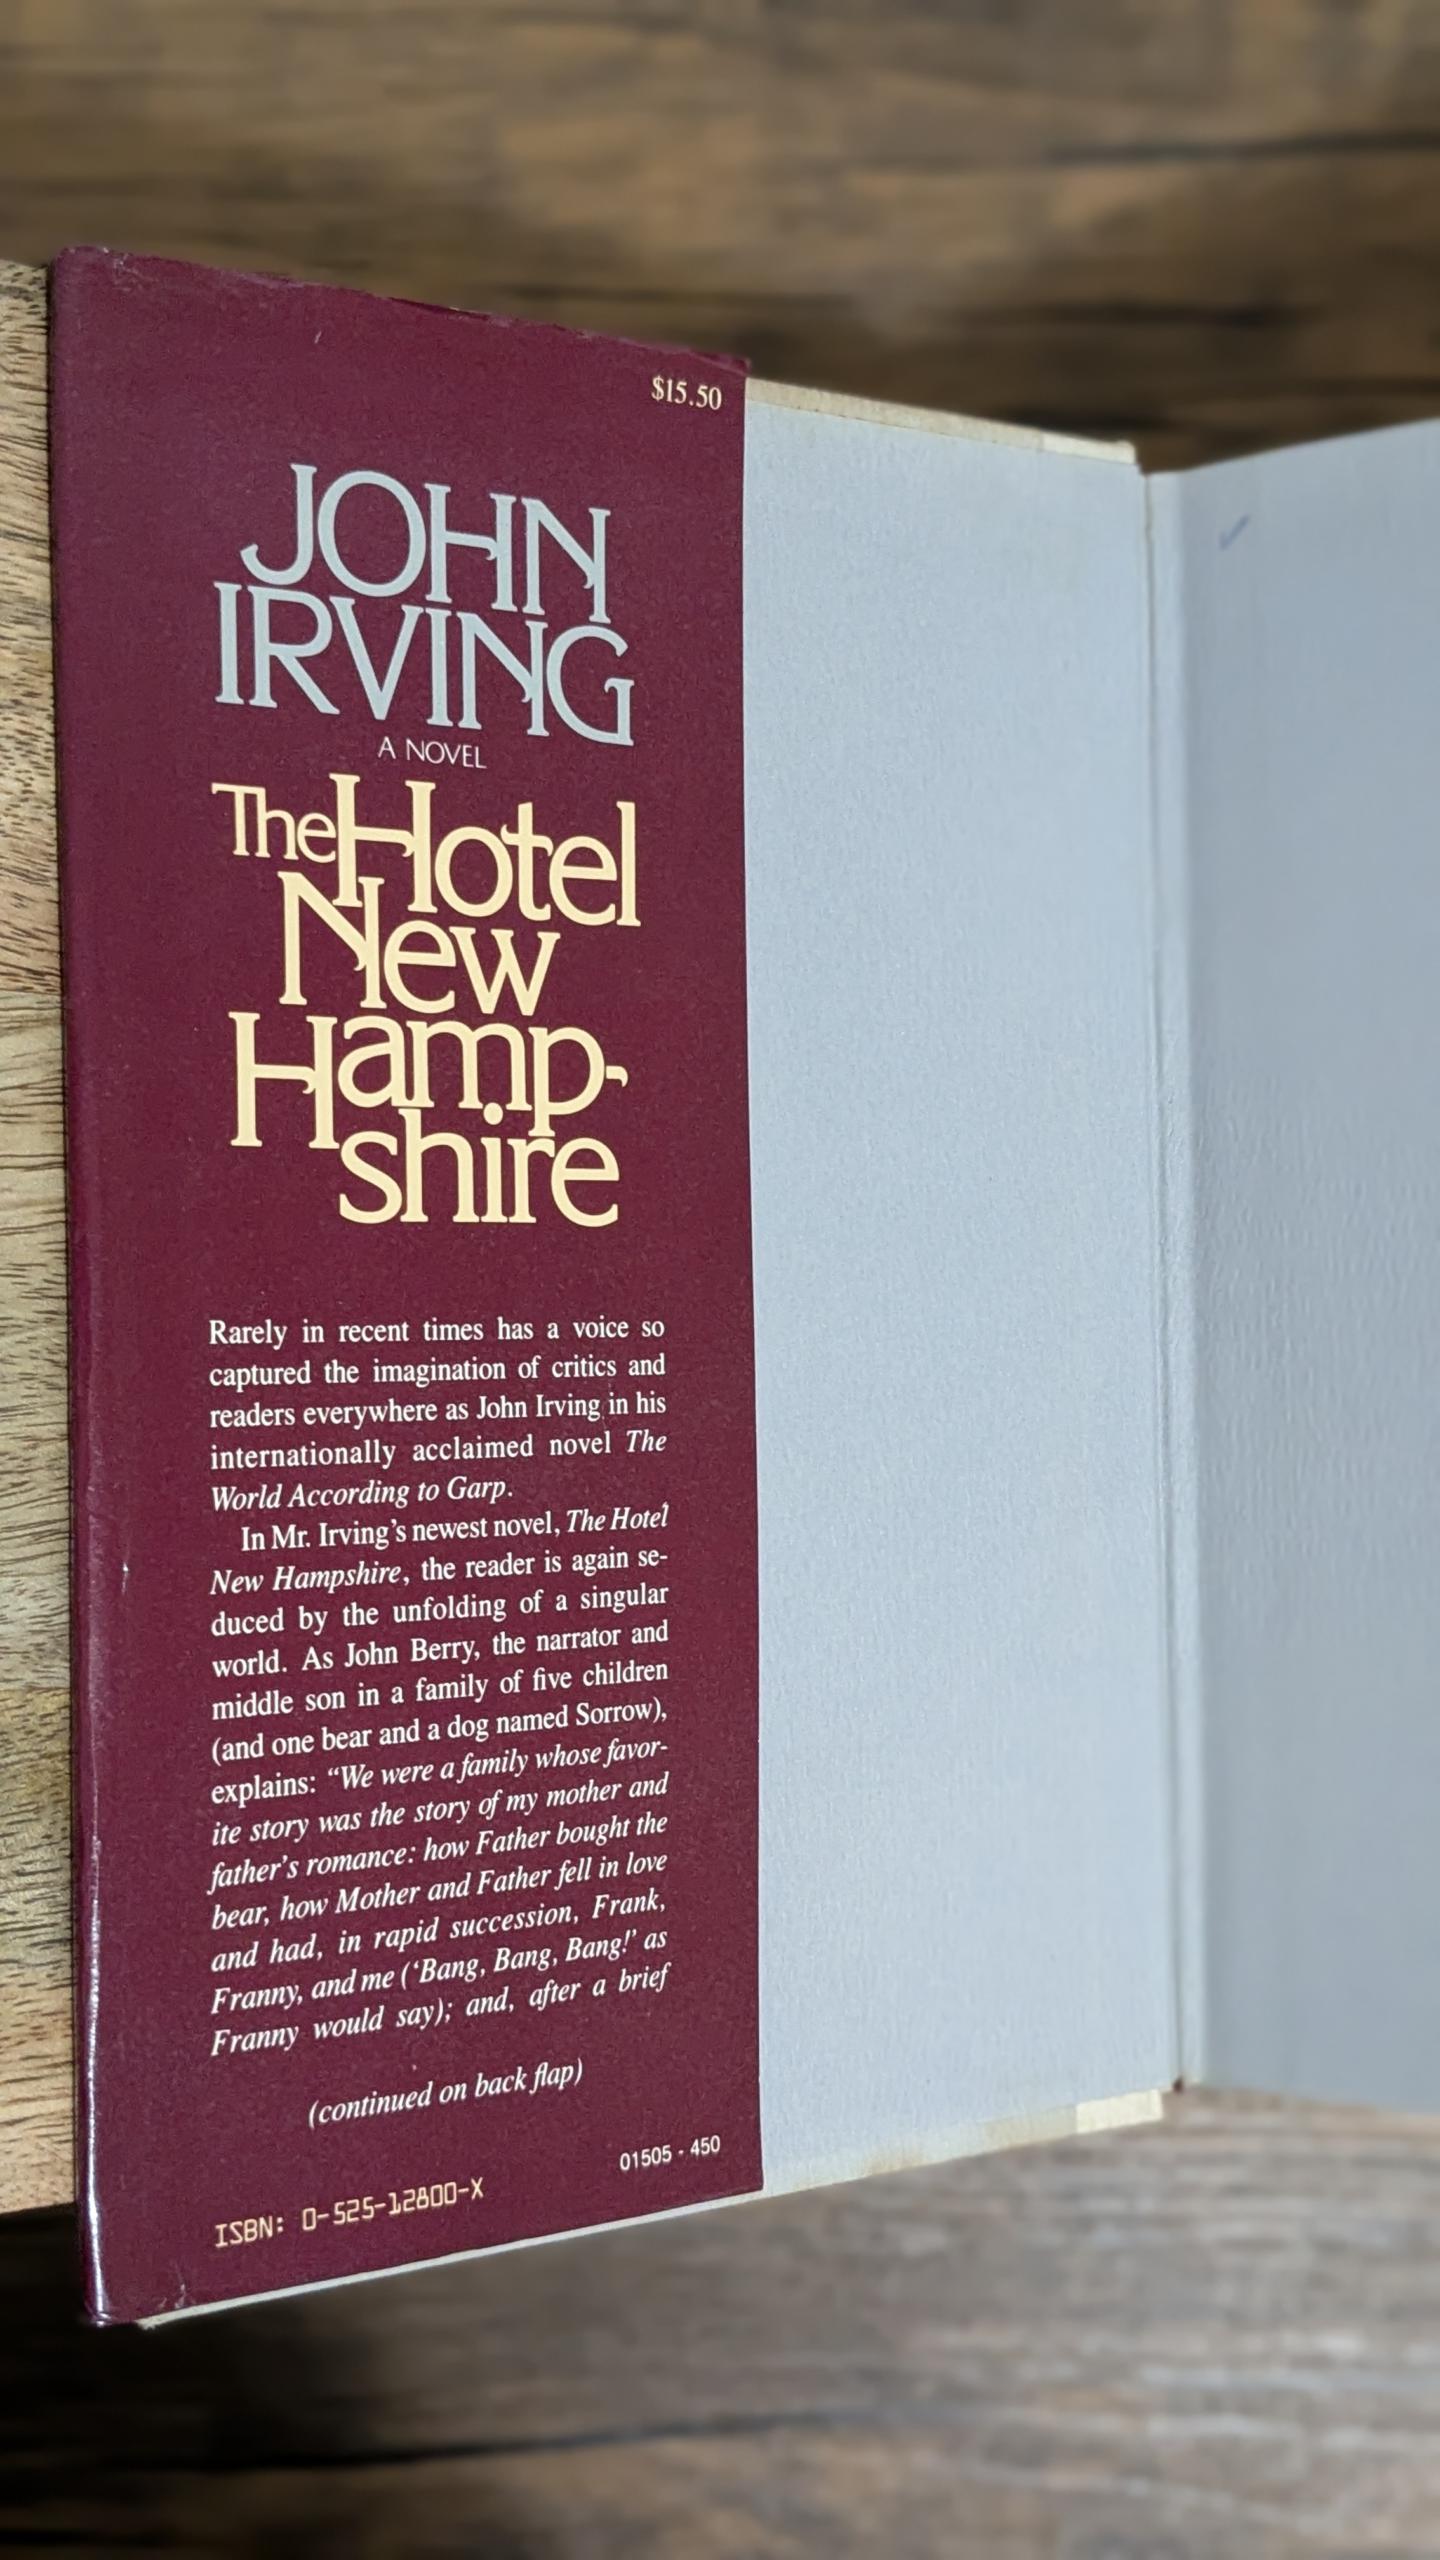 $15.50
JOHN
IRVING
A NOVEL
The Hotel
New
Hamp-
shire
Rarely in recent times has a voice so
captured the imagination of critics and
readers everywhere as John Irving in his
internationally acclaimed novel The
World According to Garp.
In Mr. Irving's newest novel, The Hotel
New Hampshire, the reader is again se-
duced by the unfolding of a singular
world. As John Berry, the narrator and
middle son in a family of five children
(and one bear and a dog named Sorrow),
explains: “We were a family whose favor-
ite story was the story of my mother and
father's romance: how Father bought the
bear, how Mother and Father fell in love
and had, in rapid succession, Frank,
Franny, and me (‘Bang, Bang, Bang!’ as
Franny would say); and, after a brief
(continued on back flap)
01505 - 450
ISBN: 0-525-12800-X